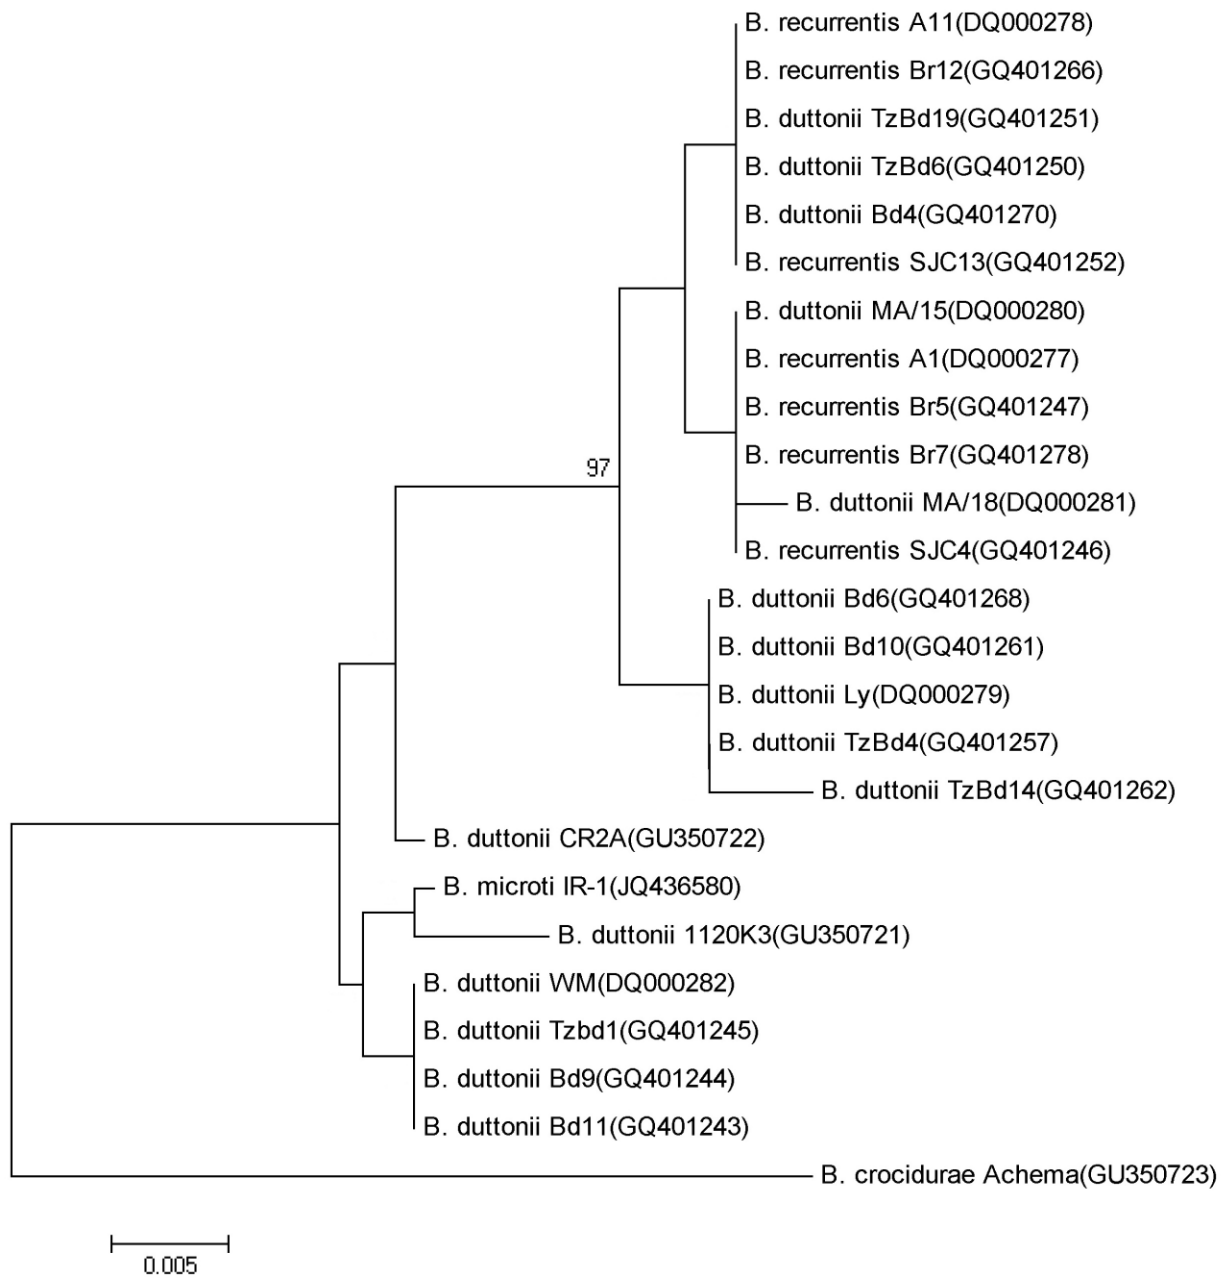 B. recurrentis A11(DQ000278)
B. recurrentis Br12(GQ401266)
B. duttonii TzBd19(GQ401251)
B. duttonii TzBd6(GQ401250)
B. duttonii Bd4(GQ401270)
B. recurrentis SJC13(GQ401252)
B. duttonii MA/15(DQ000280)
B. recurrentis A1(DQ000277)
B. recurrentis Br5(GQ401247)
B. recurrentis Br7(GQ401278)
97
B. duttonii MA/18(DQ000281)
B. recurrentis SJC4(GQ401246)
B. duttonii Bd6(GQ401268)
B. duttonii Bd10(GQ401261)
B. duttonii Ly(DQ000279)
B. duttonii TzBd4(GQ401257)
B. duttonii TzBd14(GQ401262)
B. duttonii CR2A(GU350722)
B. microti IR-1(JQ436580)
B. duttonii 1120K3(GU350721)
B. duttonii WM(DQ000282)
B. duttonii Tzbd1(GQ401245)
B. duttonii Bd9(GQ401244)
B. duttonii Bd11(GQ401243)
B. crocidurae Achema(GU350723)
0.005